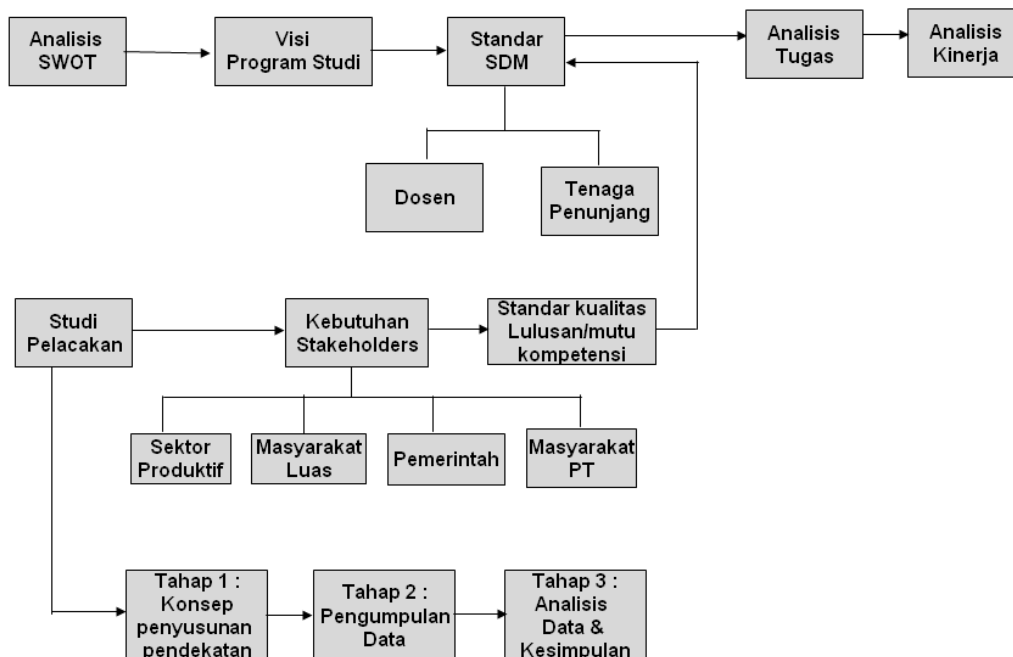 Analisis
SWOT
Visi
Program Studi
Standar
SDM
Analisis
Tugas
Analisis
Kinerja
Dosen
Tenaga
Penunjang
Studi
Pelacakan
Kebutuhan
Stakeholders
Standar kualitas
Lulusan/mutu
kompetensi
Sektor
Produktif
Masyarakat
Luas
Pemerintah
Masyarakat
PT
Tahap 1 :
Konsep
penyusunan
pendekatan
Tahap 2 :
Pengumpulan
Data
Tahap 3 :
Analisis
Data &
Kesimpulan